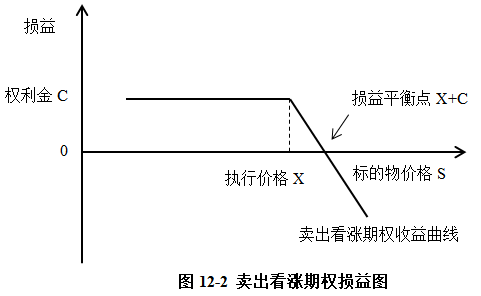 损益
权利金 C
损益平衡点 X+C
0
执行价格 X
标的物价格 S
卖出看涨期权收益曲线
图 12-2 卖出看涨期权损益图